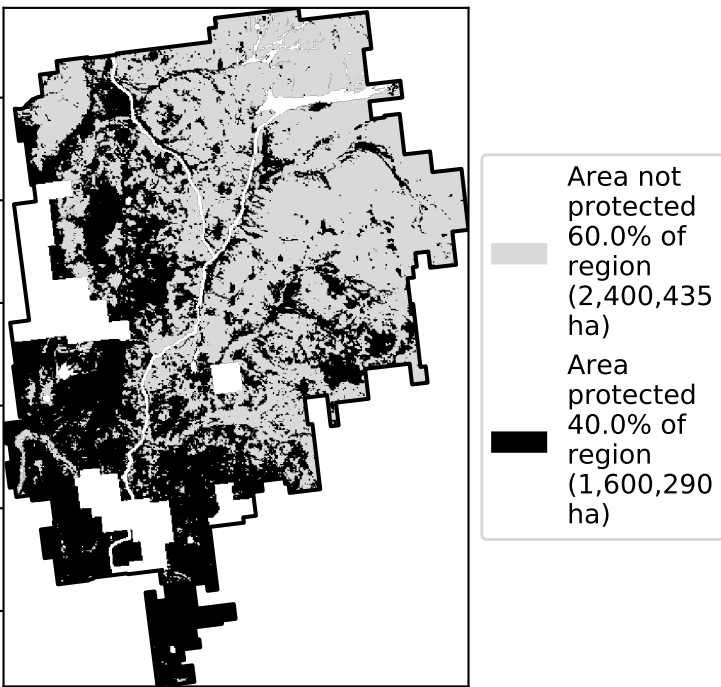 Area not
protected
60.0% of
region
(2,400,435
ha)
Area
protected
40.0% of
region
(1,600,290
ha)